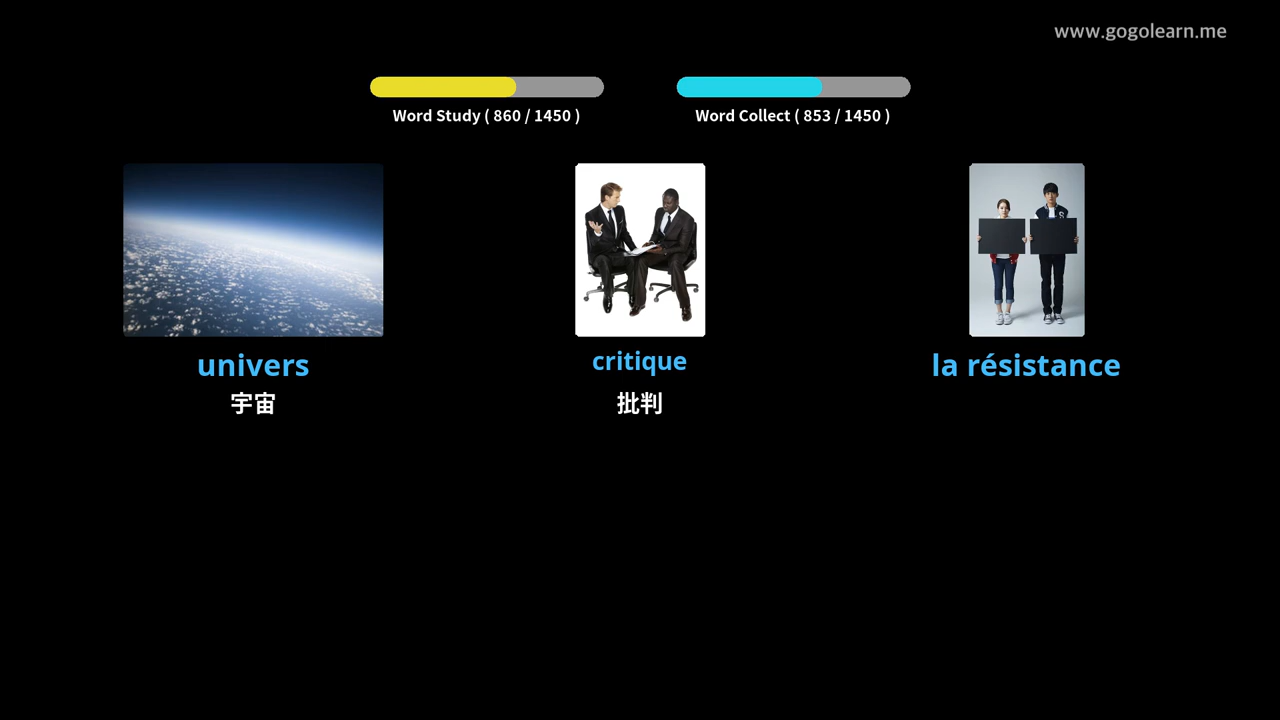 www.gogolearn.me
Word Study ( 860 / 1450 )
Word Collect ( 853 / 1450 )
univers
宇宙
critique
批判
la résistance